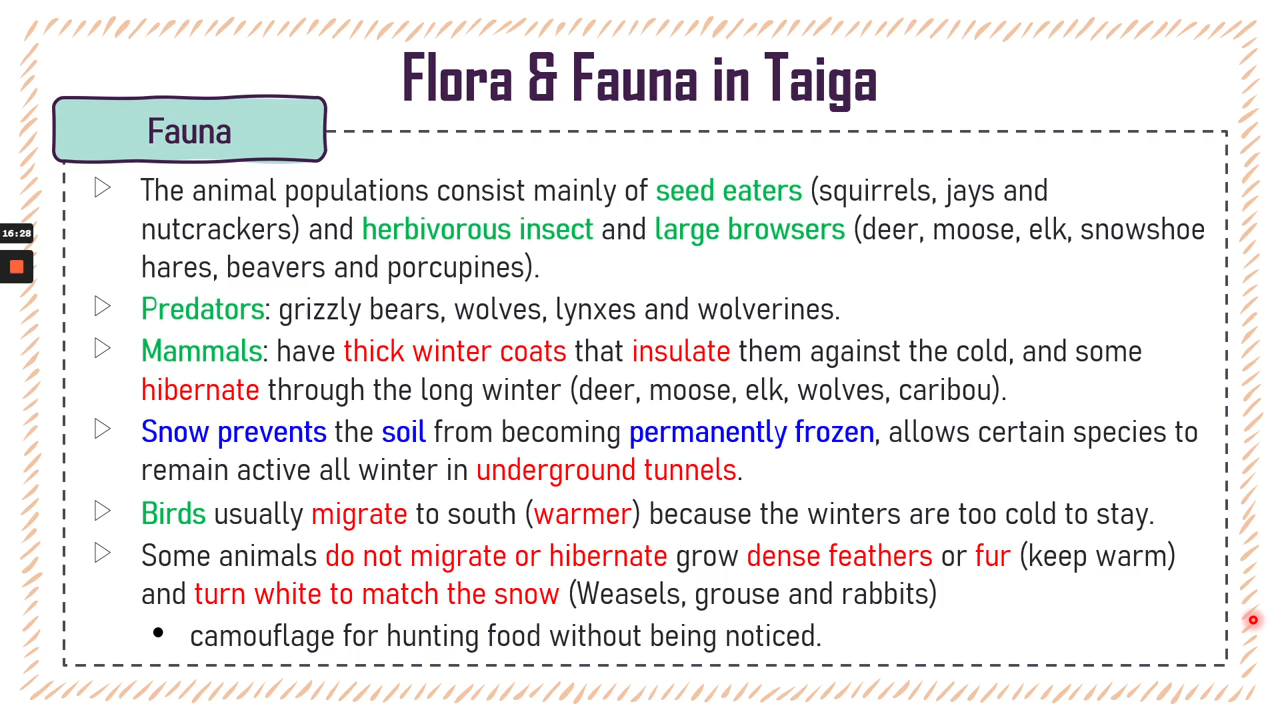 Flora & Fauna in Taiga
Fauna
The animal populations consist mainly of seed eaters (squirrels, jays and
nutcrackers) and herbivorous insect and large browsers (deer, moose, elk, snowshoe
hares, beavers and porcupines).
Predators: grizzly bears, wolves, lynxes and wolverines.
Mammals: have thick winter coats that insulate them against the cold, and some
hibernate through the long winter (deer, moose, elk, wolves, caribou).
Snow prevents the soil from becoming permanently frozen, allows certain species to
remain active all winter in underground tunnels.
Birds usually migrate to south (warmer) because the winters are too cold to stay.
Some animals do not migrate or hibernate grow dense feathers or fur (keep warm)
and turn white to match the snow (Weasels, grouse and rabbits)
camouflage for hunting food without being noticed.
16:28